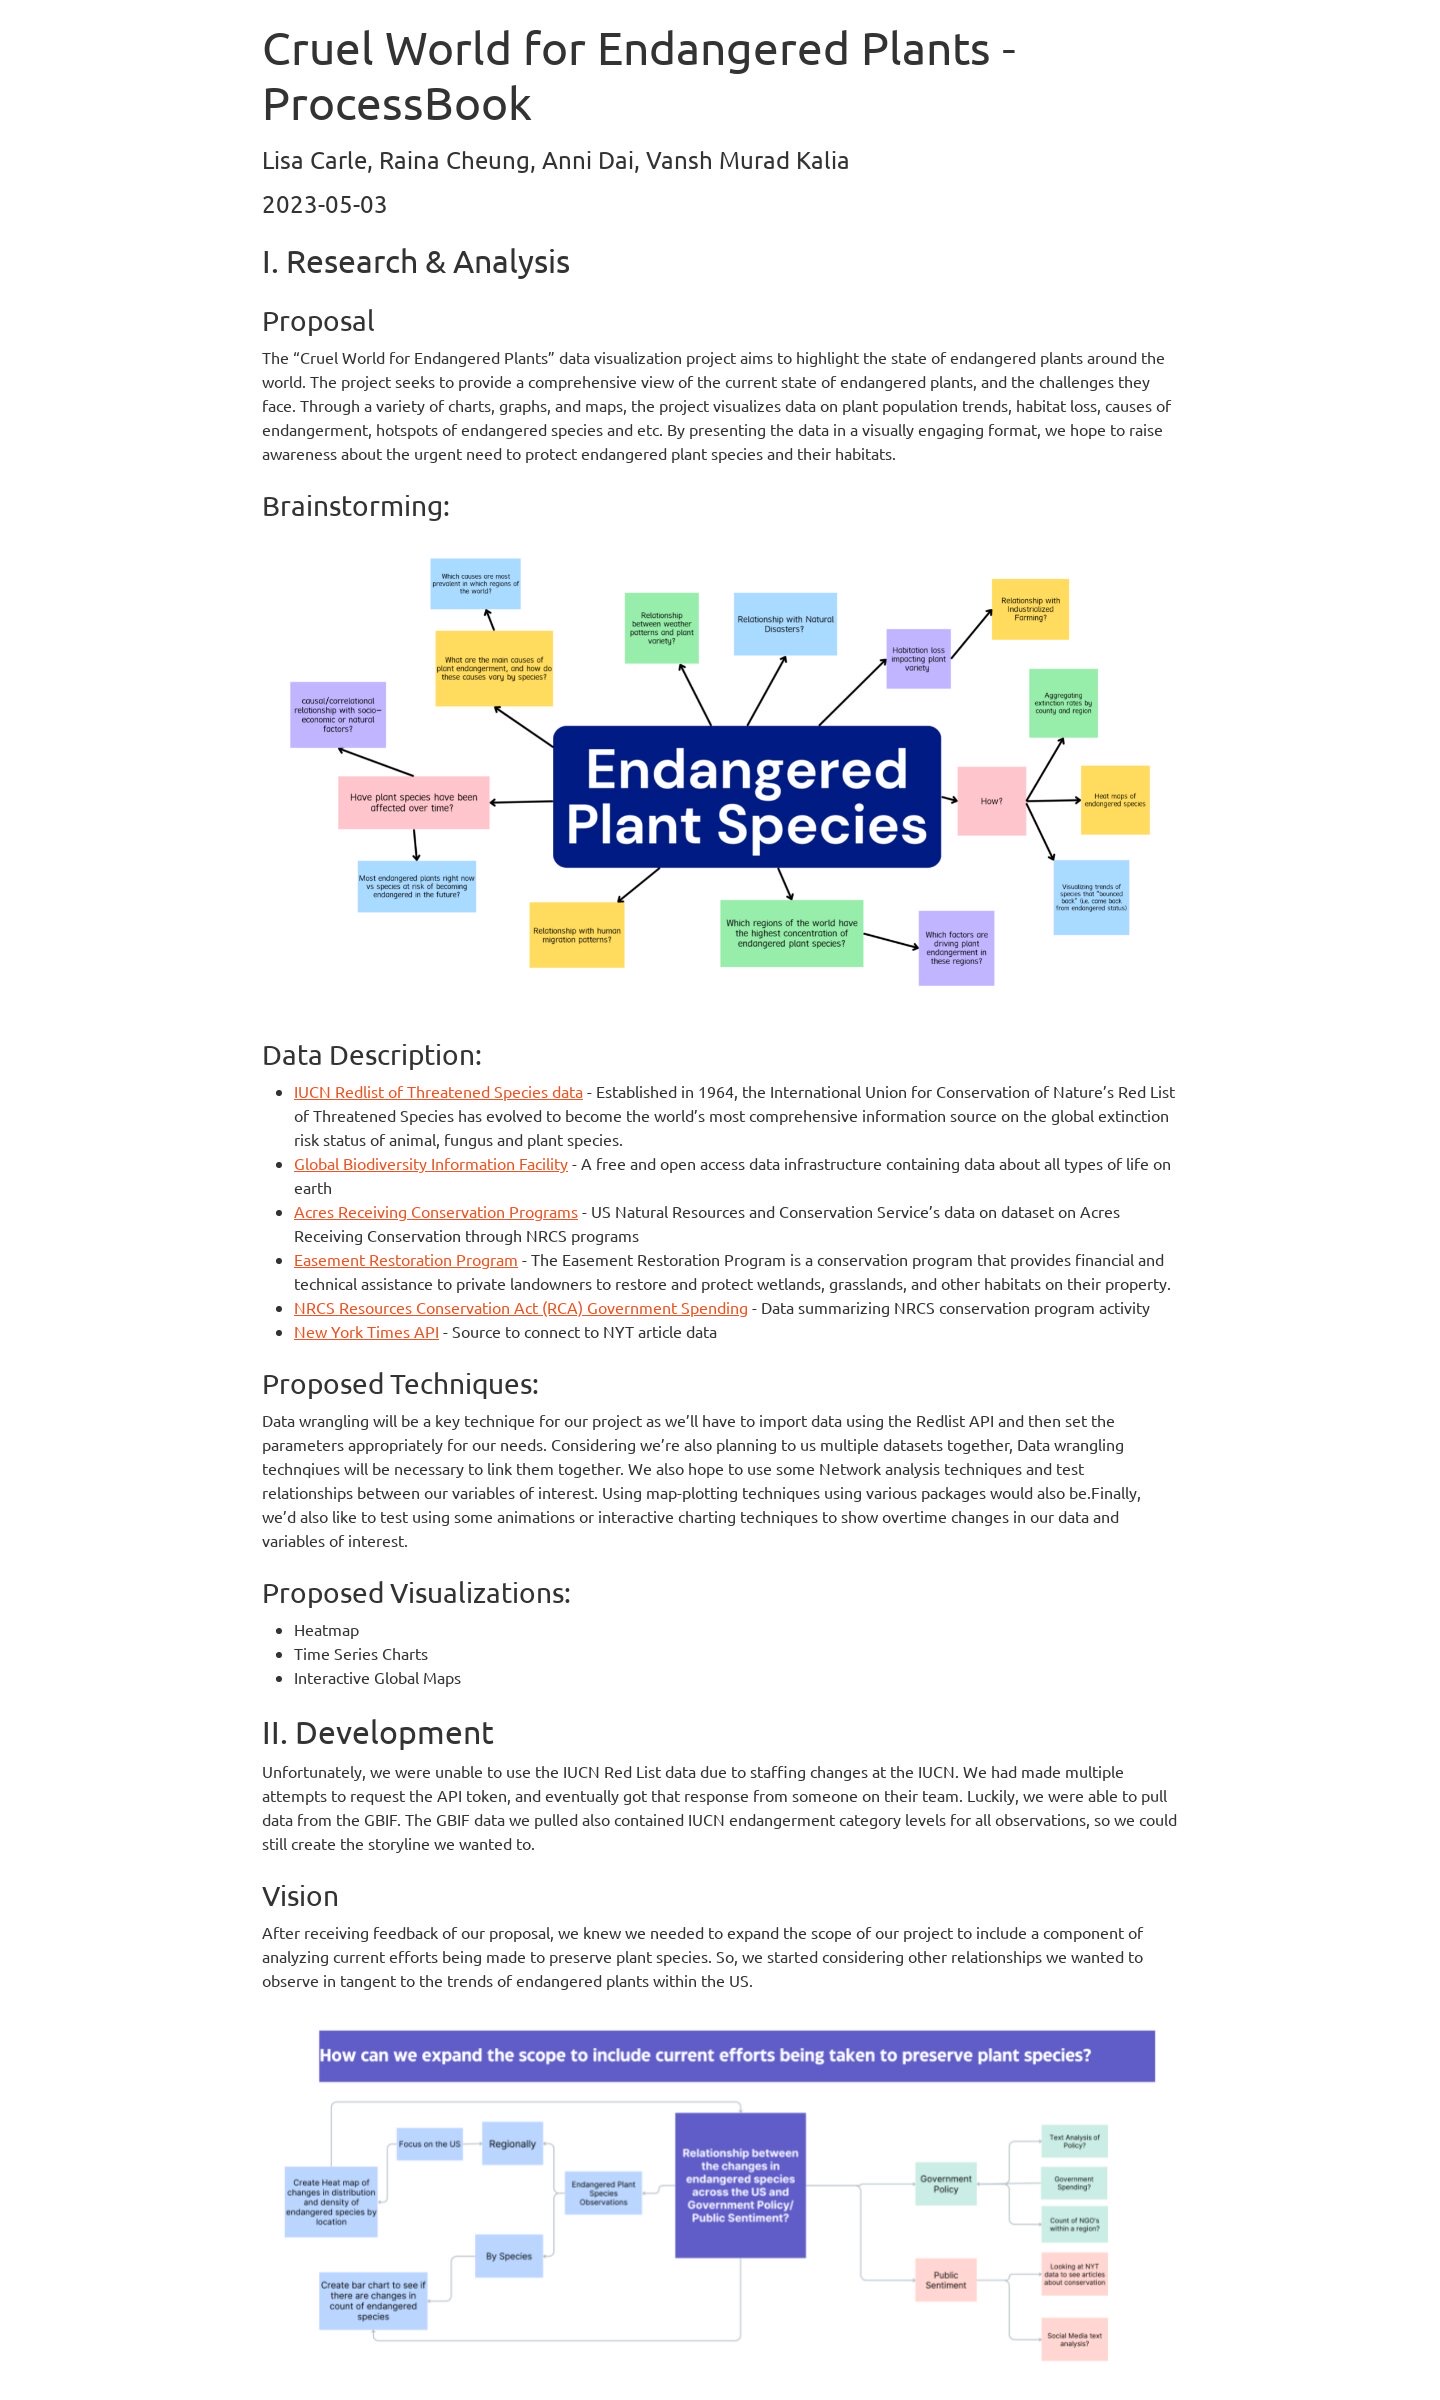 Cruel World for Endangered Plants -
ProcessBook
Lisa Carle, Raina Cheung, Anni Dai, Vansh Murad Kalia
2023-05-03
I. Research & Analysis
Proposal
The “Cruel World for Endangered Plants” data visualization project aims to highlight the state of endangered plants around the
world. The project seeks to provide a comprehensive view of the current state of endangered plants, and the challenges they
face. Through a variety of charts, graphs, and maps, the project visualizes data on plant population trends, habitat loss, causes of
endangerment, hotspots of endangered species and etc. By presenting the data in a visually engaging format, we hope to raise
awareness about the urgent need to protect endangered plant species and their habitats.
Brainstorming:
Which causes are most
prevalent in which regions of
the world?
What are the main causes of
plant endangerment, and how do
these causes vary by species?
Relationship
between weather
patterns and plant
variety?
Relationship with Natural
Disasters?
Habitation loss
impacting plant
variety
Relationship with
Industrialized
Farming?
causal/correlational
relationship with socio-
economic or natural
factors?
Have plant species have been
affected over time?
Most endangered plants right now
vs species at risk of becoming
endangered in the future?
Endangered
Plant Species
How?
Aggregating
extinction rates by
county and region
Heat maps of
endangered species
Visualizing trends of
species that "bounced
back" (i.e. came back
from endangered status)
Relationship with human
migration patterns?
Which regions of the world have
the highest concentration of
endangered plant species?
Which factors are
driving plant
endangerment in
these regions?
Data Description:
• IUCN Redlist of Threatened Species data - Established in 1964, the International Union for Conservation of Nature’s Red List
of Threatened Species has evolved to become the world’s most comprehensive information source on the global extinction
risk status of animal, fungus and plant species.
• Global Biodiversity Information Facility - A free and open access data infrastructure containing data about all types of life on
earth
• Acres Receiving Conservation Programs - US Natural Resources and Conservation Service’s data on dataset on Acres
Receiving Conservation through NRCS programs
• Easement Restoration Program - The Easement Restoration Program is a conservation program that provides financial and
technical assistance to private landowners to restore and protect wetlands, grasslands, and other habitats on their property.
• NRCS Resources Conservation Act (RCA) Government Spending - Data summarizing NRCS conservation program activity
• New York Times API - Source to connect to NYT article data
Proposed Techniques:
Data wrangling will be a key technique for our project as we’ll have to import data using the Redlist API and then set the
parameters appropriately for our needs. Considering we’re also planning to us multiple datasets together, Data wrangling
technqiues will be necessary to link them together. We also hope to use some Network analysis techniques and test
relationships between our variables of interest. Using map-plotting techniques using various packages would also be.Finally,
we’d also like to test using some animations or interactive charting techniques to show overtime changes in our data and
variables of interest.
Proposed Visualizations:
• Heatmap
• Time Series Charts
• Interactive Global Maps
II. Development
Unfortunately, we were unable to use the IUCN Red List data due to staffing changes at the IUCN. We had made multiple
attempts to request the API token, and eventually got that response from someone on their team. Luckily, we were able to pull
data from the GBIF. The GBIF data we pulled also contained IUCN endangerment category levels for all observations, so we could
still create the storyline we wanted to.
Vision
After receiving feedback of our proposal, we knew we needed to expand the scope of our project to include a component of
analyzing current efforts being made to preserve plant species. So, we started considering other relationships we wanted to
observe in tangent to the trends of endangered plants within the US.
How can we expand the scope to include current efforts being taken to preserve plant species?
Focus on the US
Regionally
Create Heat map of
changes in distribution
and density of
endangered species by
location
Endangered Plant
Species
Observations
By Species
Create bar chart to see if
there are changes in
count of endangered
species
Relationship between
the changes in
endangered species
across the US and
Government Policy/
Public Sentiment?
Government
Policy
Text Analysis of
Policy?
Government
Spending?
Count of NGO's
within a region?
Public
Sentiment
Looking at NYT
data to see articles
about conservation
Social Media text
analysis?